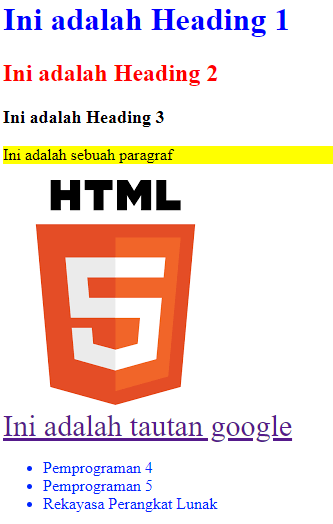 Ini adalah Heading 1
Ini adalah Heading 2
Ini adalah Heading 3
Ini adalah sebuah paragraf
HTML
5
Ini adalah tautan google
Pemprograman 4
Pemprograman 5
Rekayasa Perangkat Lunak